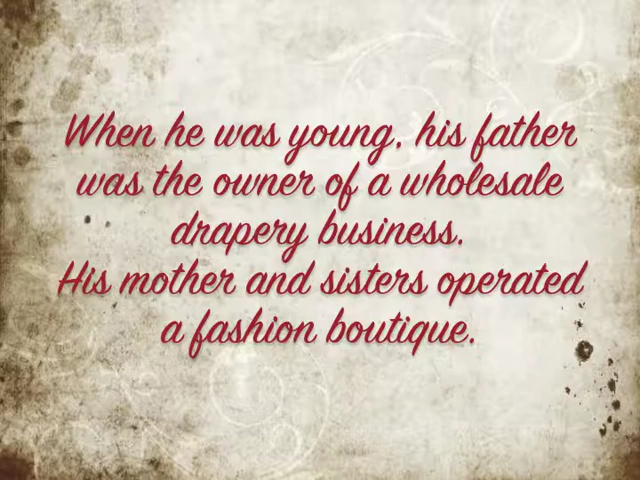 When he was young, his father
was the owner of a wholesale
drapery business.
His mother and sisters operated
a fashion boutique.